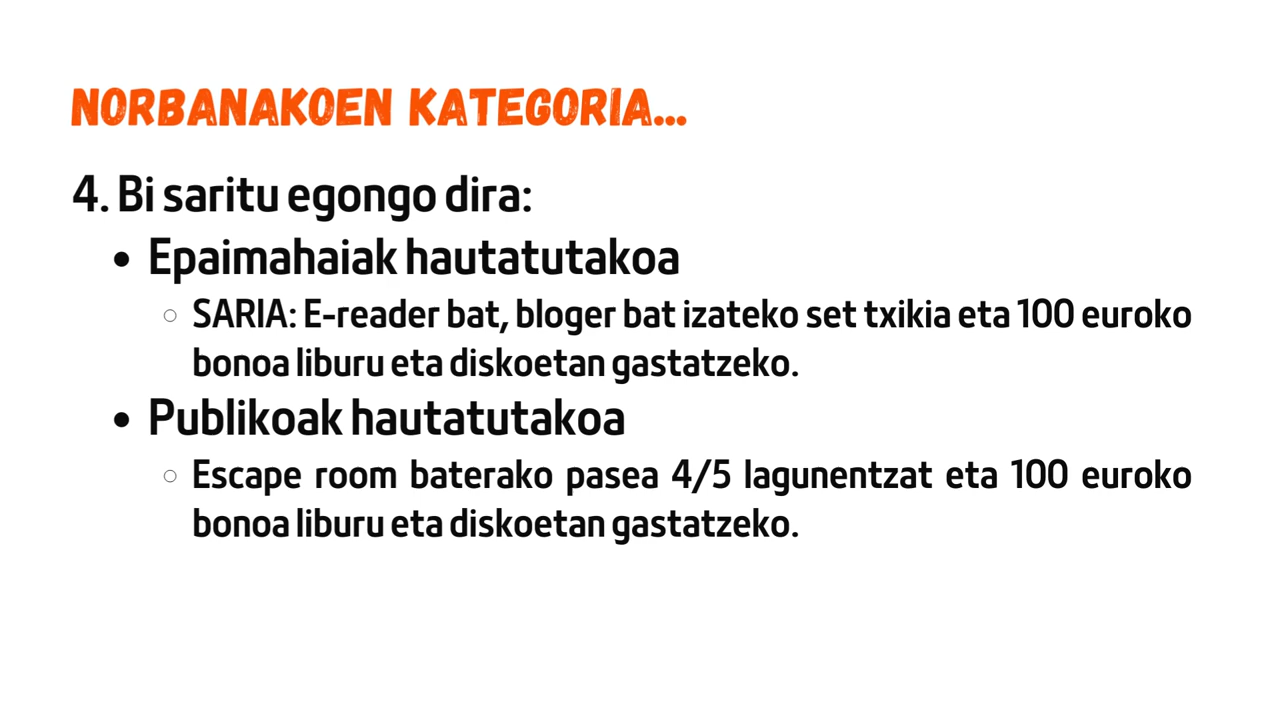 NORBANAKOEN KATEGORIA...
4. Bi saritu egongo dira:
• Epaimahaiak hautatutakoa
○ SARIA: E-reader bat, bloger bat izateko set txikia eta 100 euroko
bonoa liburu eta diskoetan gastatzeko.
• Publikoak hautatutakoa
○ Escape room baterako pasea 4/5 lagunentzat eta 100 euroko
bonoa liburu eta diskoetan gastatzeko.